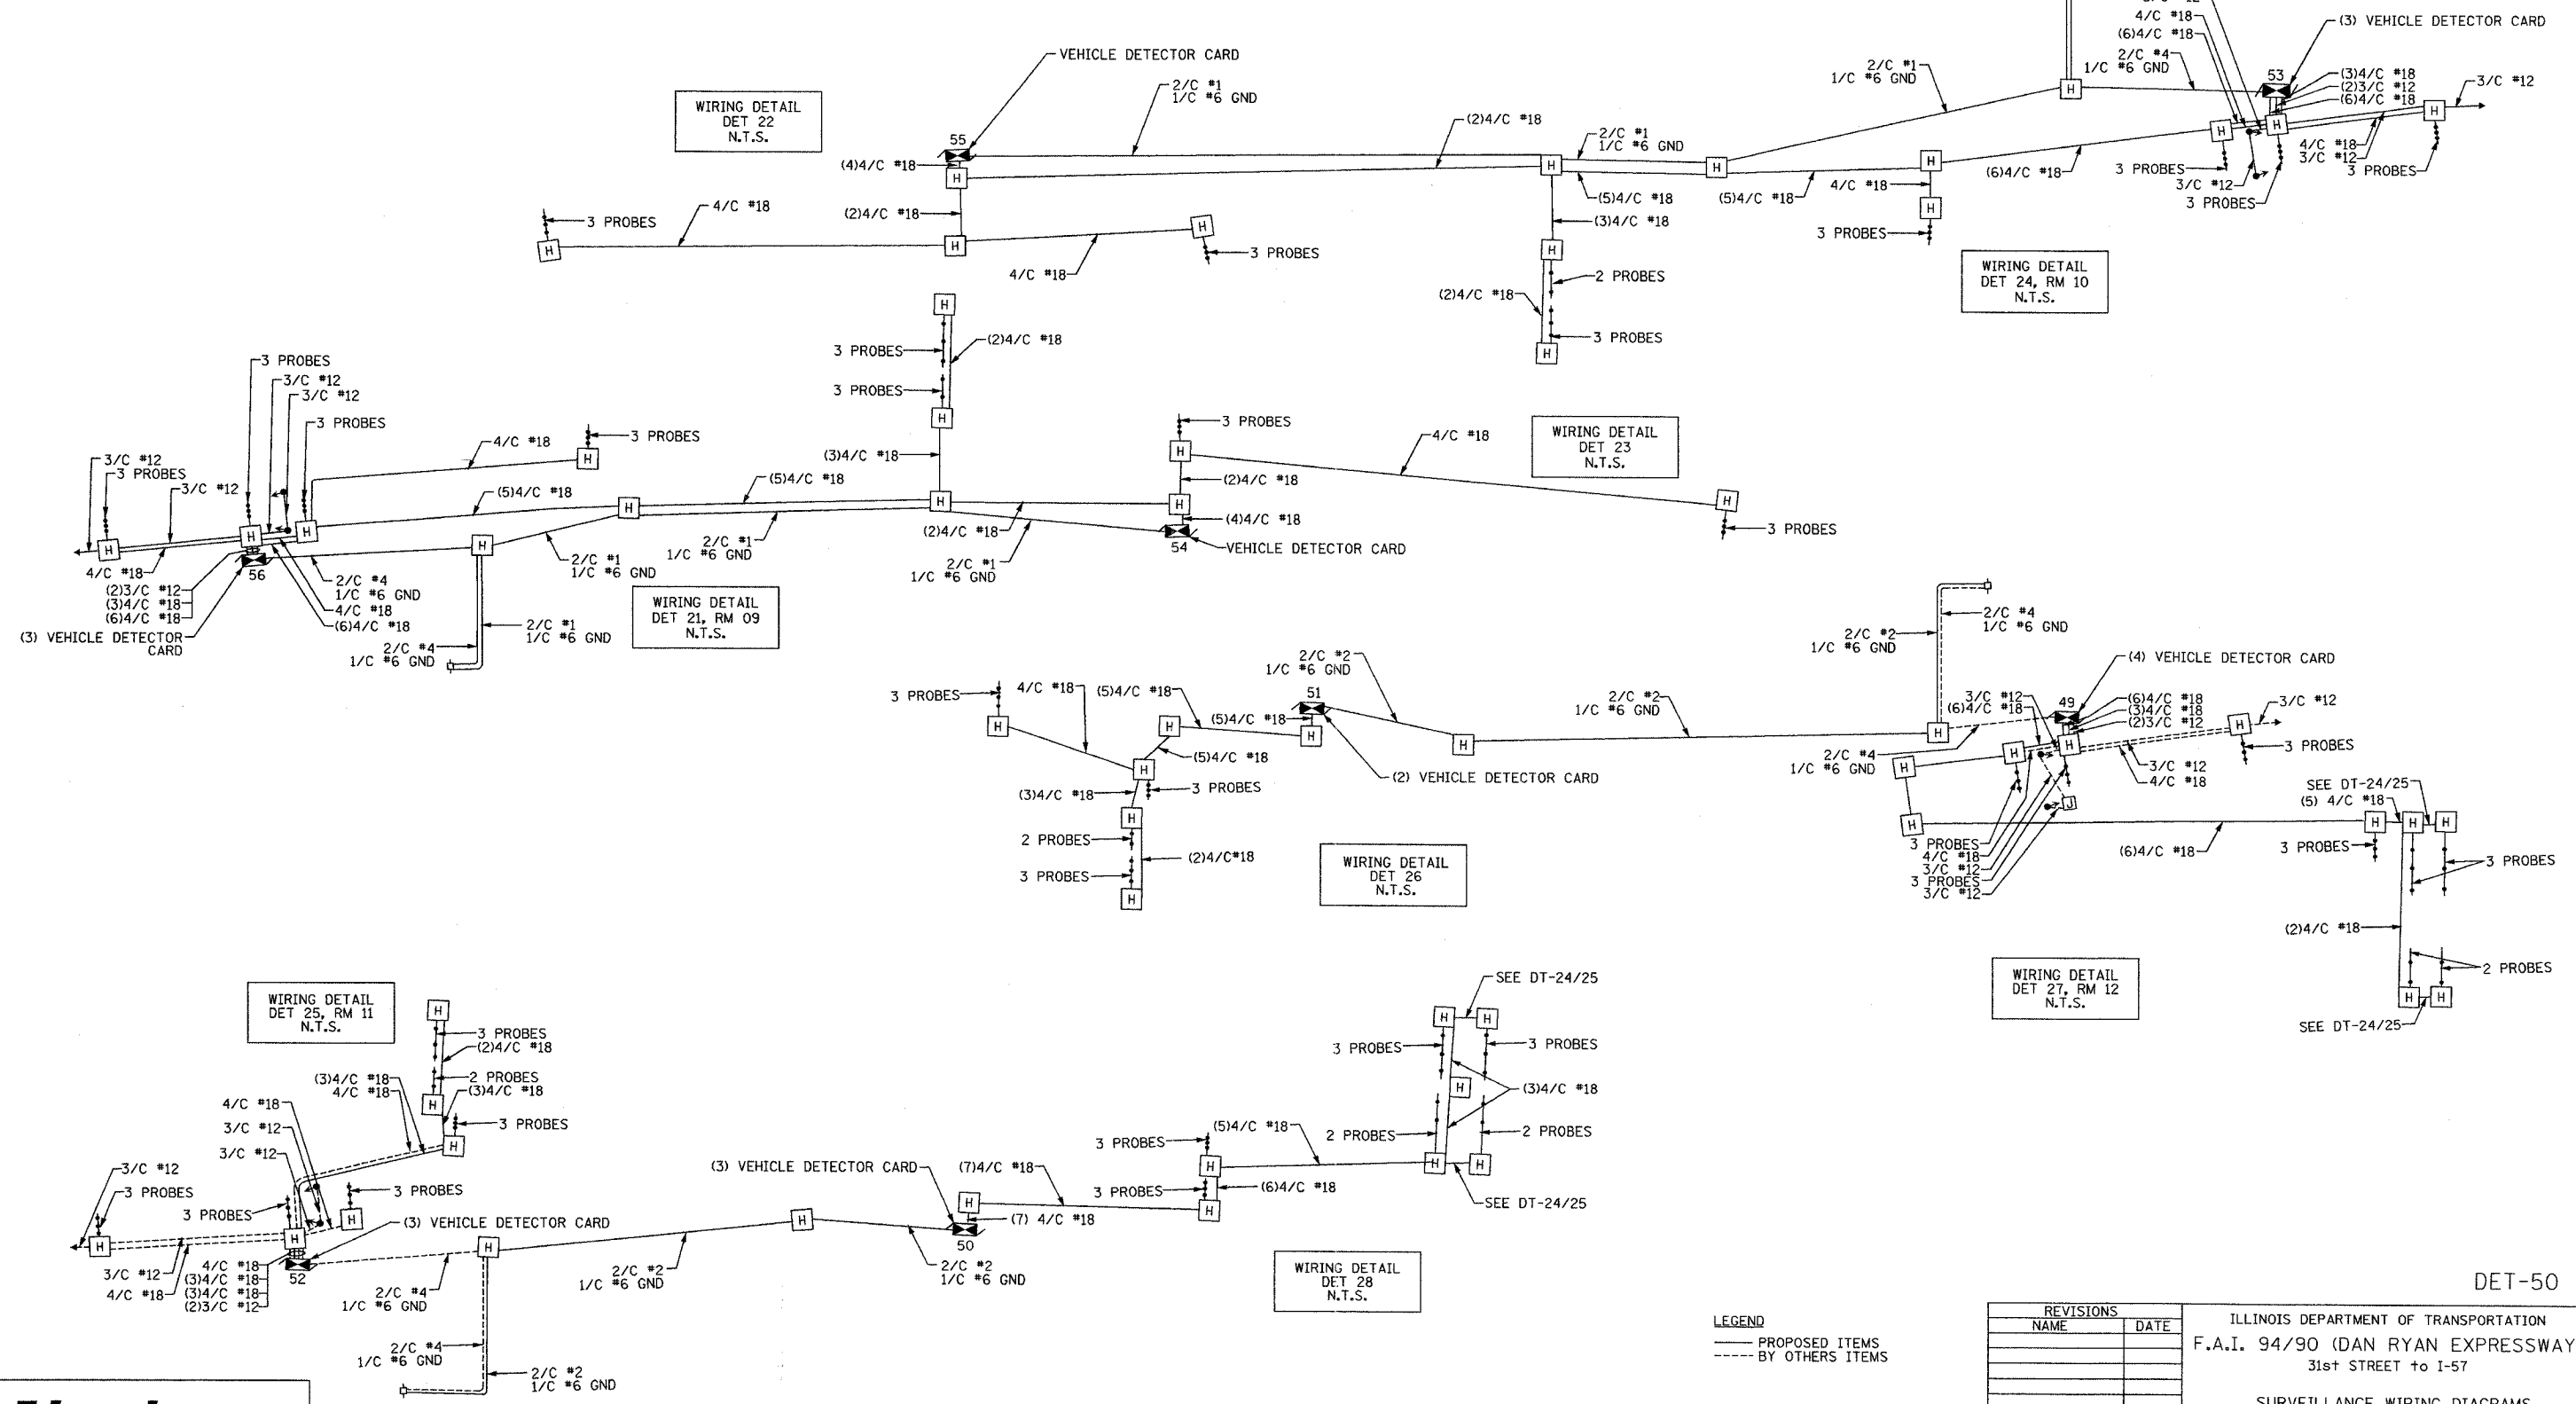 4/C #18
(6)4/C #18
(3) VEHICLE DETECTOR CARD
2/C #4
1/C #6 GND
53
(3)4/C #18
(2)3/C #12
(6)4/C #18
3/C #12
2/C #1
1/C #6 GND
4/C #18
3/C #12
3 PROBES
3 PROBES
3/C #12
3 PROBES
(6)4/C #18
4/C #18
(5)4/C #18
3 PROBES
H
H
H
H
H
H
H
WIRING DETAIL
DET 24, RM 10
N.T.S.
VEHICLE DETECTOR CARD
WIRING DETAIL
DET 22
N.T.S.
55
2/C #1
1/C #6 GND
(2)4/C #18
2/C #1
1/C #6 GND
(4)4/C #18
(2)4/C #18
4/C #18
3 PROBES
4/C #18
3 PROBES
(5)4/C #18
(3)4/C #18
2 PROBES
(2)4/C #18
3 PROBES
H
H
H
H
H
H
H
3 PROBES
3/C #12
3/C #12
3 PROBES
4/C #18
3 PROBES
3/C #12
3 PROBES
3/C #12
(5)4/C #18
(5)4/C #18
3 PROBES
(2)4/C #18
3 PROBES
(3)4/C #18
3 PROBES
4/C #18
(2)4/C #18
(4)4/C #18
(2)4/C #18
2/C #1
1/C #6 GND
54
VEHICLE DETECTOR CARD
3 PROBES
2/C #1
1/C #6 GND
2/C #1
1/C #6 GND
4/C #18
(2)3/C #12
(3)4/C #18
(6)4/C #18
(3) VEHICLE DETECTOR
CARD
56
2/C #4
1/C #6 GND
4/C #18
(6)4/C #18
2/C #4
1/C #6 GND
2/C #1
1/C #6 GND
H
H
H
H
H
H
H
H
H
H
H
H
WIRING DETAIL
DET 21, RM 09
N.T.S.
WIRING DETAIL
DET 23
N.T.S.
3 PROBES
4/C #18
(5)4/C #18
2/C #2
1/C #6 GND
51
(5)4/C #18
(5)4/C #18
2/C #2
1/C #6 GND
(2) VEHICLE DETECTOR CARD
(3)4/C #18
3 PROBES
2 PROBES
(2)4/C#18
3 PROBES
H
H
H
H
H
H
H
WIRING DETAIL
DET 26
N.T.S.
2/C #4
1/C #6 GND
2/C #2
1/C #6 GND
(4) VEHICLE DETECTOR CARD
3/C #12
(6)4/C #18
49
(6)4/C #18
(3)4/C #18
(2)3/C #12
3/C #12
3 PROBES
3/C #12
4/C #18
2/C #4
1/C #6 GND
J
SEE DT-24/25
(5) 4/C #18
3 PROBES
4/C #18
3/C #12
3 PROBES
3/C #12
(6)4/C #18
3 PROBES
3 PROBES
(2)4/C #18
2 PROBES
SEE DT-24/25
H
H
H
H
H
H
H
H
H
H
H
WIRING DETAIL
DET 27, RM 12
N.T.S.
WIRING DETAIL
DET 25, RM 11
N.T.S.
3 PROBES
(2)4/C #18
2 PROBES
(3)4/C #18
(3)4/C #18
4/C #18
4/C #18
3/C #12
3/C #12
3 PROBES
3/C #12
3 PROBES
3 PROBES
3 PROBES
(3) VEHICLE DETECTOR CARD
3/C #12
4/C #18
4/C #18
(3)4/C #18
(3)4/C #18
(2)3/C #12
52
2/C #4
1/C #6 GND
2/C #2
1/C #6 GND
2/C #4
1/C #6 GND
2/C #2
1/C #6 GND
H
H
H
H
H
H
H
H
(3) VEHICLE DETECTOR CARD
(7)4/C #18
(7) 4/C #18
50
2/C #2
1/C #6 GND
3 PROBES
3 PROBES
(6)4/C #18
(5)4/C #18
SEE DT-24/25
3 PROBES
3 PROBES
(3)4/C #18
2 PROBES
2 PROBES
SEE DT-24/25
H
H
H
H
H
H
H
H
WIRING DETAIL
DET 28
N.T.S.
LEGEND
PROPOSED ITEMS
BY OTHERS ITEMS
DET-50
REVISIONS
NAME DATE
ILLINOIS DEPARTMENT OF TRANSPORTATION
F.A.I. 94/90 (DAN RYAN EXPRESSWAY
31st STREET to I-57
SURVEILLANCE WIRING DIAGRAMS